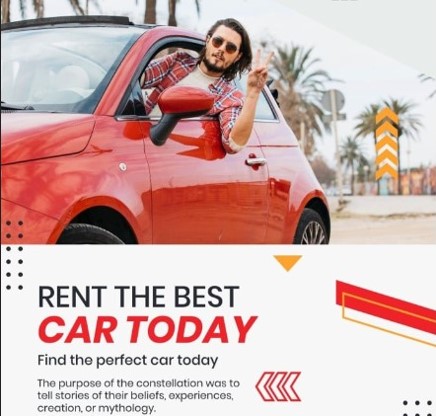 RENT THE BEST
CAR TODAY
Find the perfect car today
The purpose of the constellation was to
tell stories of their beliefs, experiences,
creation, or mythology.